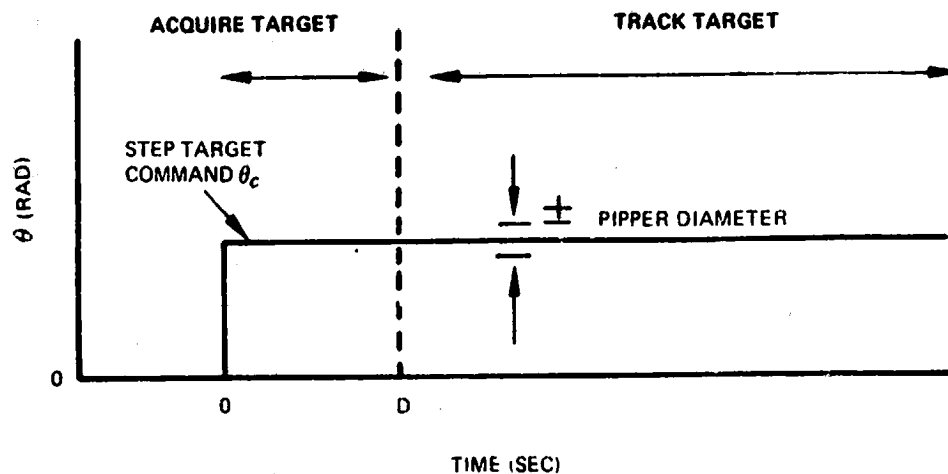 ACQUIRE TARGET
TRACK TARGET
STEP TARGET
COMMAND θc
± PIPPER DIAMETER
θ (RAD)
0
0
D
TIME (SEC)